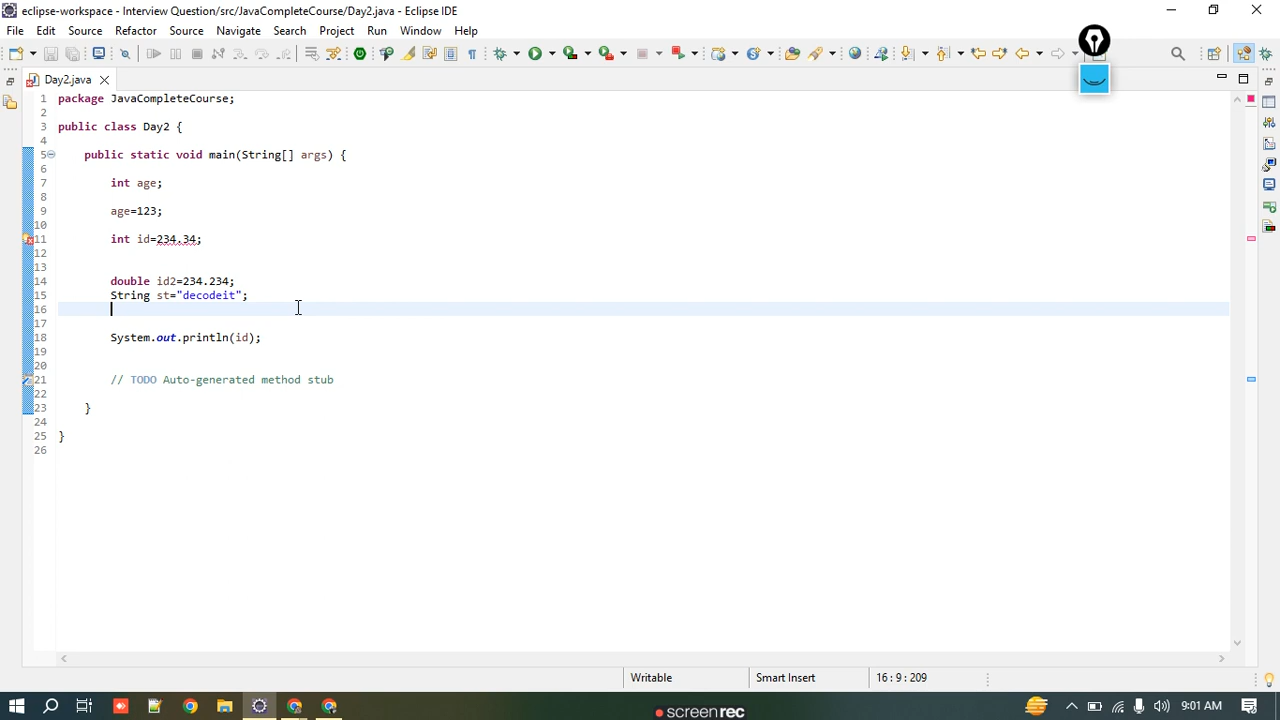 eclipse-workspace - Interview Question/src/JavaCompleteCourse/Day2.java - Eclipse IDE
File Edit Source Refactor Source Navigate Search Project Run Window Help
Day2.java
1 package JavaCompleteCourse;
2
3 public class Day2 {
4
5 public static void main(String[] args) {
6
7 int age;
8
9 age=123;
10
11 int id=234.34;
12
13
14 double id2=234.234;
15 String st="decodeit";
16
17
18 System.out.println(id);
19
20
21 // TODO Auto-generated method stub
22
23 }
24
25 }
26
Writable Smart Insert 16 : 9 : 209
9:01 AM
screenrec